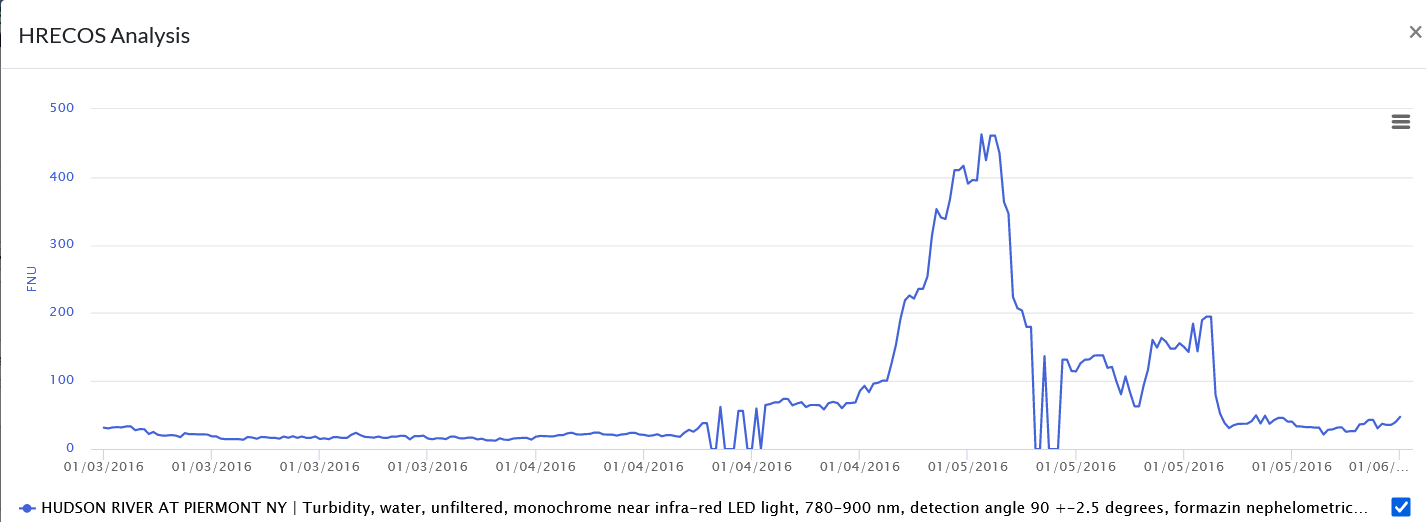 HRECOS Analysis
×
500
400
300
200
100
0
FNU
01/03/2016 01/03/2016 01/03/2016 01/03/2016 01/04/2016 01/04/2016 01/04/2016 01/04/2016 01/05/2016 01/05/2016 01/05/2016 01/05/2016 01/06/...
HUDSON RIVER AT PIERMONT NY | Turbidity, water, unfiltered, monochrome near infra-red LED light, 780-900 nm, detection angle 90 +-2.5 degrees, formazin nephelometric...